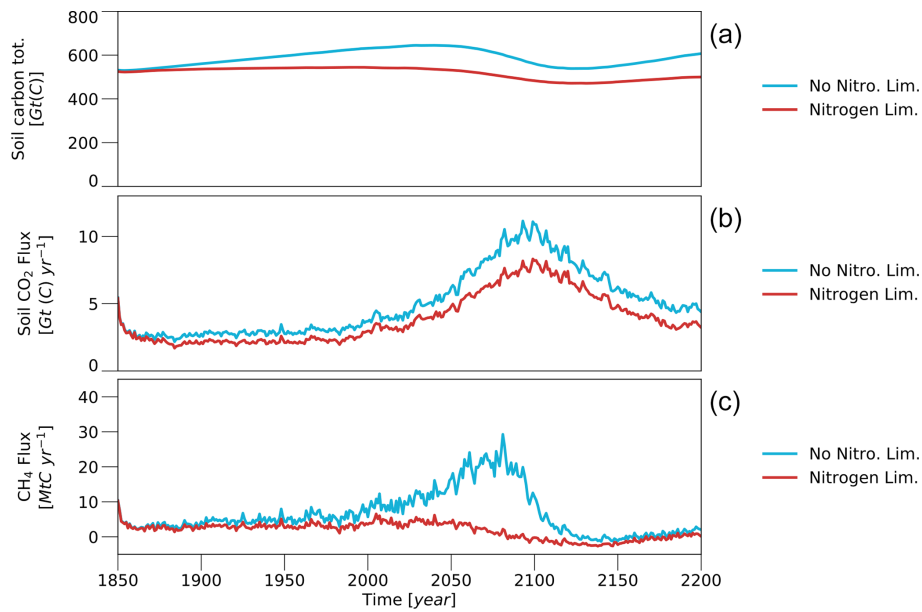 800
600
400
200
0
Soil carbon tot.
[Gt(C)]
(a)
No Nitro. Lim.
Nitrogen Lim.
10
5
0
Soil CO₂ Flux
[Gt (C) yr⁻¹]
(b)
No Nitro. Lim.
Nitrogen Lim.
40
30
20
10
0
CH₄ Flux
[MtC yr⁻¹]
(c)
No Nitro. Lim.
Nitrogen Lim.
1850 1900 1950 2000 2050 2100 2150 2200
Time [year]